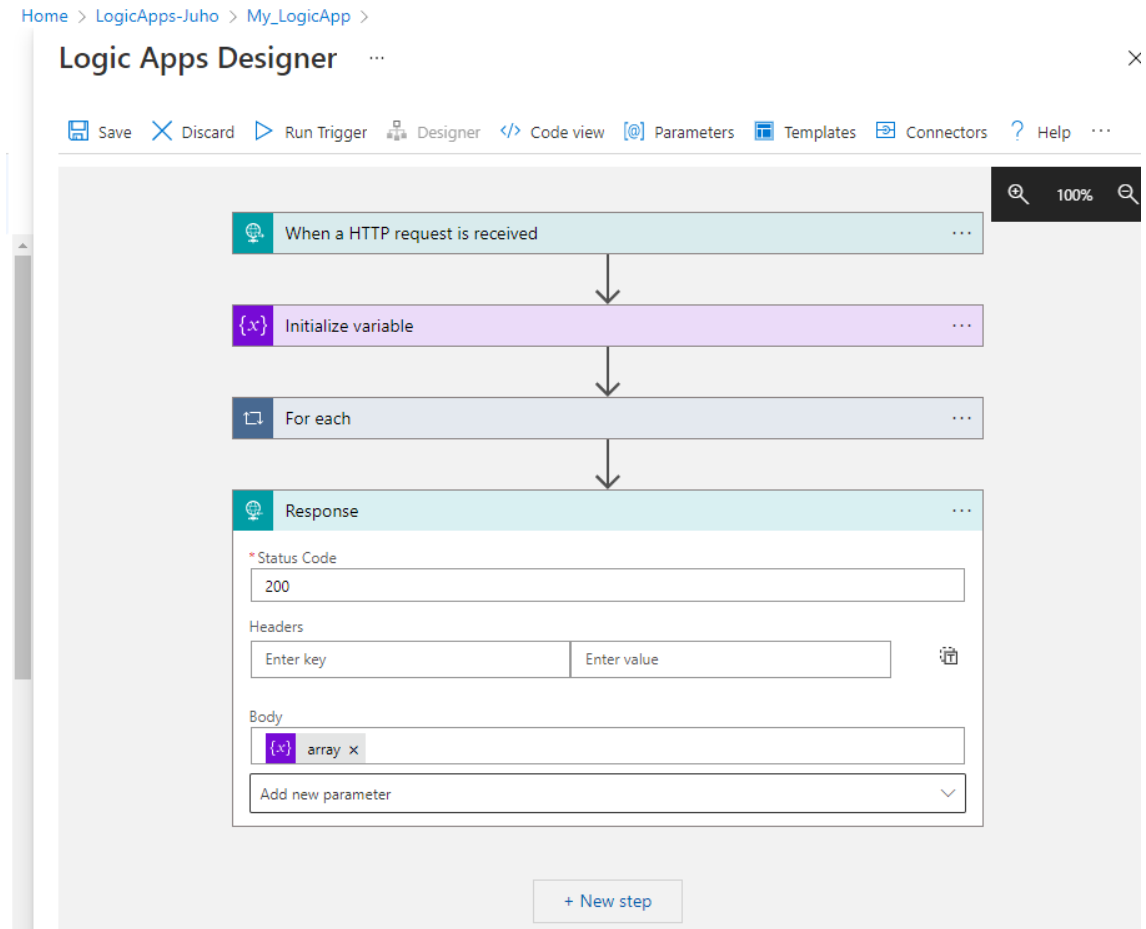 Home > LogicApps-Juho > My_LogicApp >
Logic Apps Designer ...
Save Discard Run Trigger Designer </> Code view [@] Parameters Templates Connectors ? Help ...
100%
When a HTTP request is received ...
{x} Initialize variable ...
For each ...
Response ...
* Status Code
200
Headers
Enter key Enter value
T
Body
{x} array ×
Add new parameter
+ New step